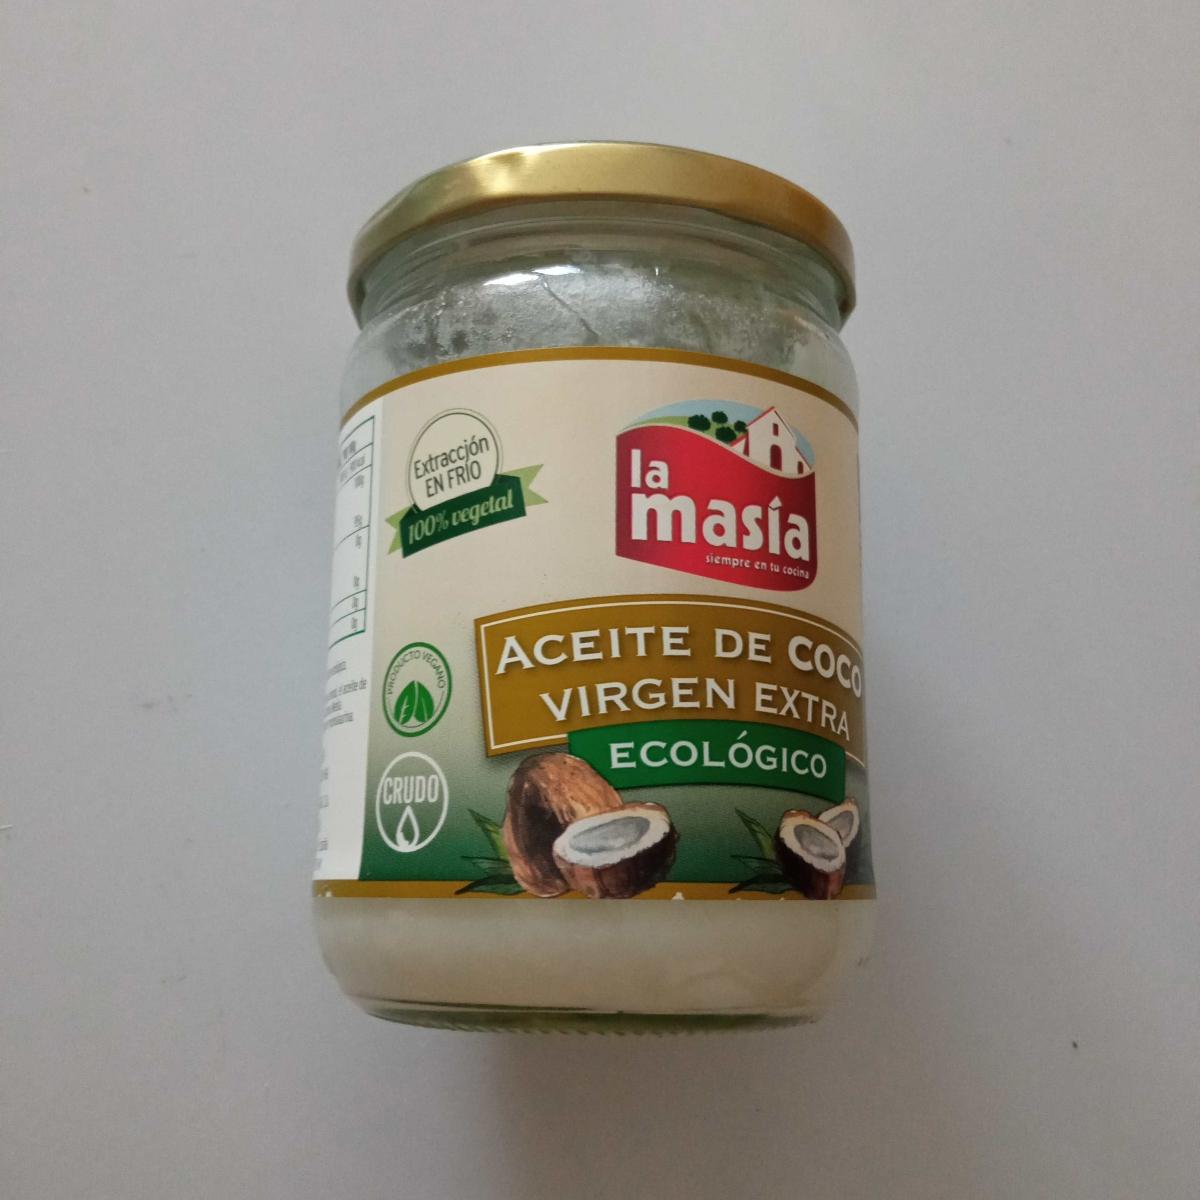 Extracción
EN FRÍO
100% vegetal
la
masía
siempre en tu cocina
ACEITE DE COCO
VIRGEN EXTRA
ECOLÓGICO
PRODUCTO VEGANO
CRUDO